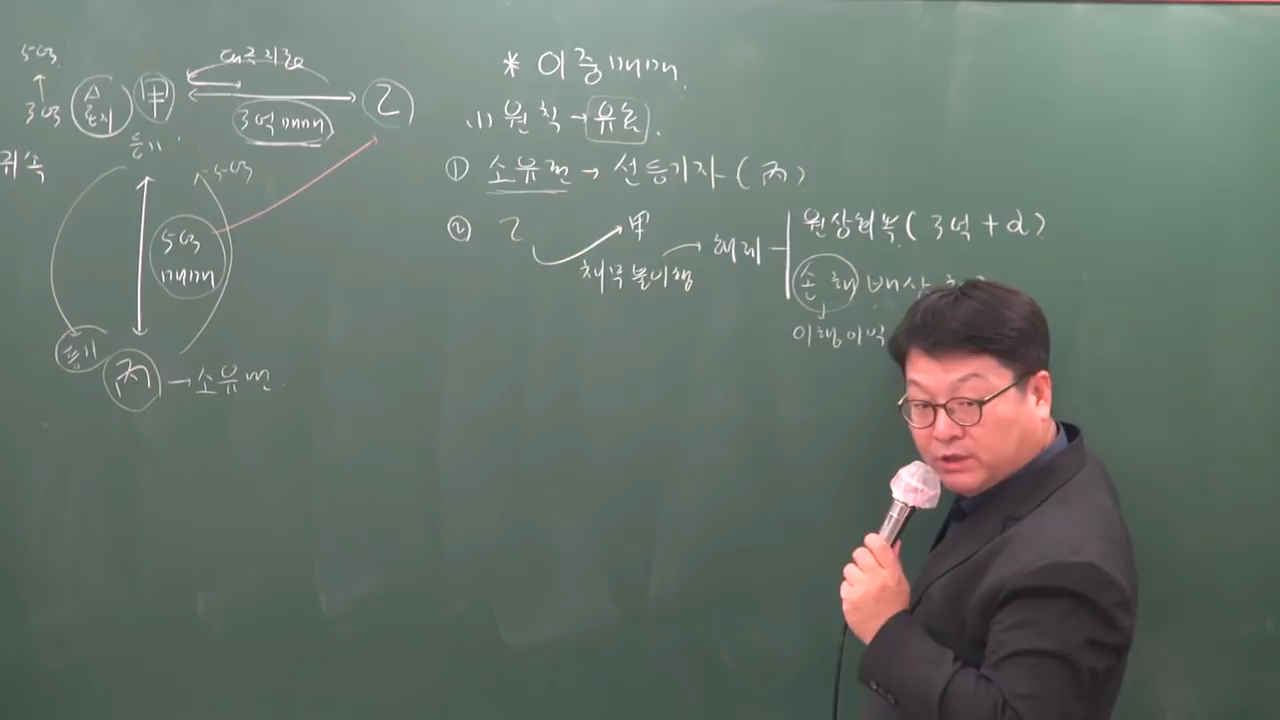 5억
3억
귀속
토지
甲
대금지급
乙
3억 매매
등기
5억
5억
매매
등기
丙 → 소유권.
* 이중매매.
(1) 원칙 → 유효.
① 소유권 → 선등기자 (丙)
② 乙 甲
채무불이행 → 해제
원상회복 (3억 + α)
손해배상
이행이익